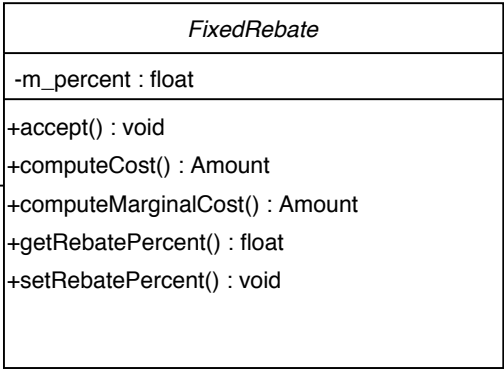 FixedRebate
-m_percent : float
+accept() : void
+computeCost() : Amount
+computeMarginalCost() : Amount
+getRebatePercent() : float
+setRebatePercent() : void